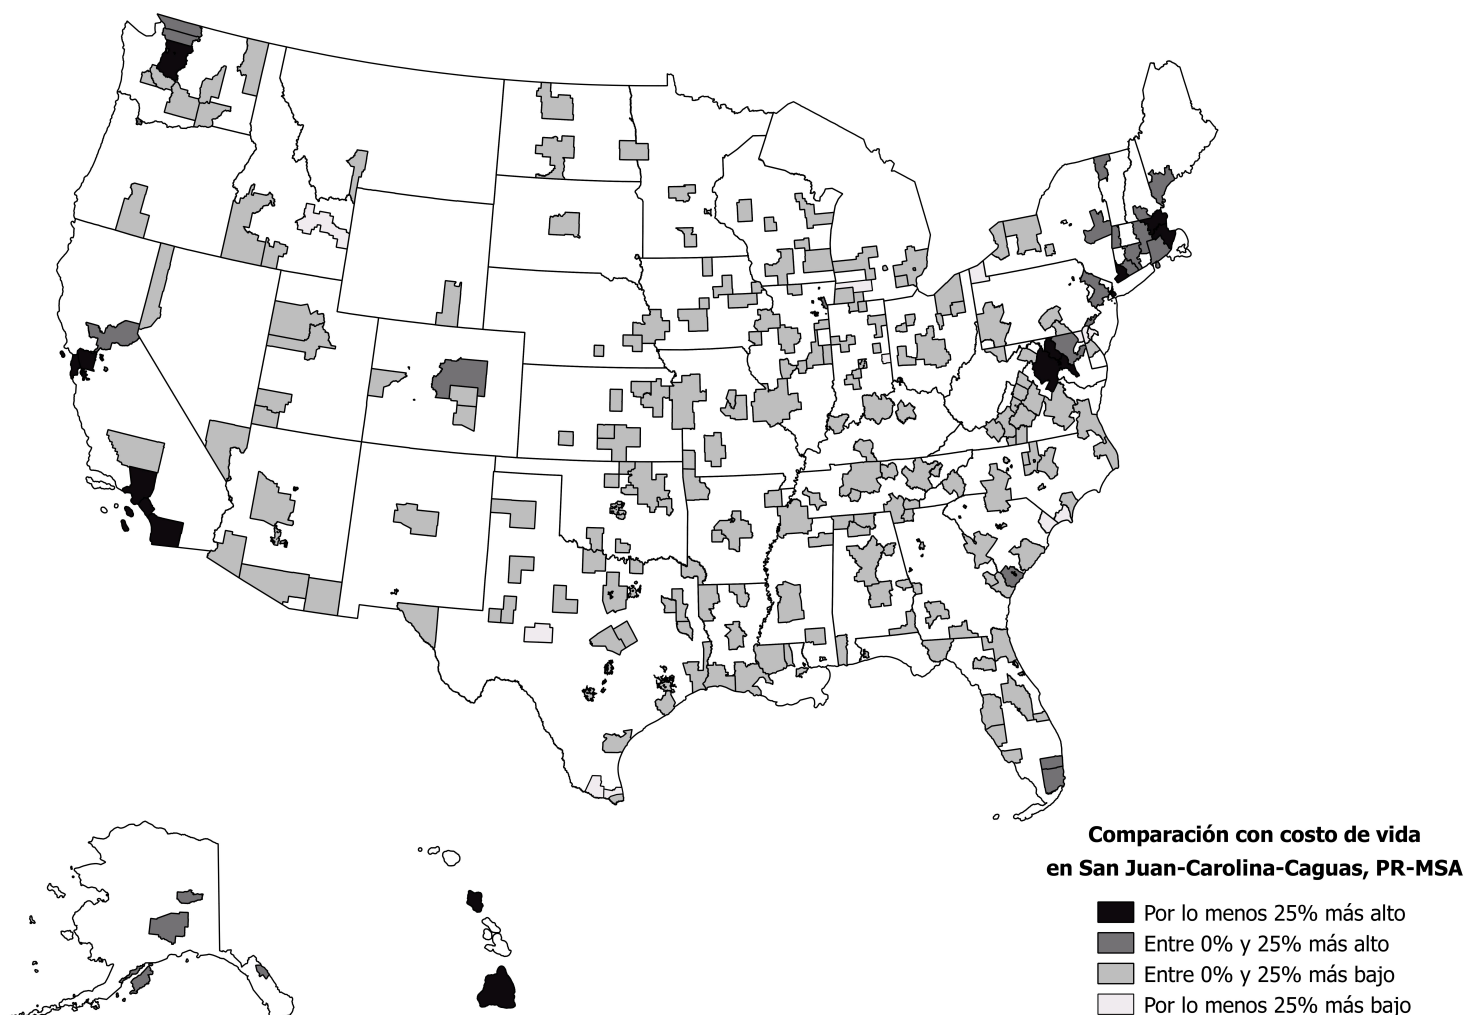 Comparación con costo de vida
en San Juan-Carolina-Caguas, PR-MSA
Por lo menos 25% más alto
Entre 0% y 25% más alto
Entre 0% y 25% más bajo
Por lo menos 25% más bajo